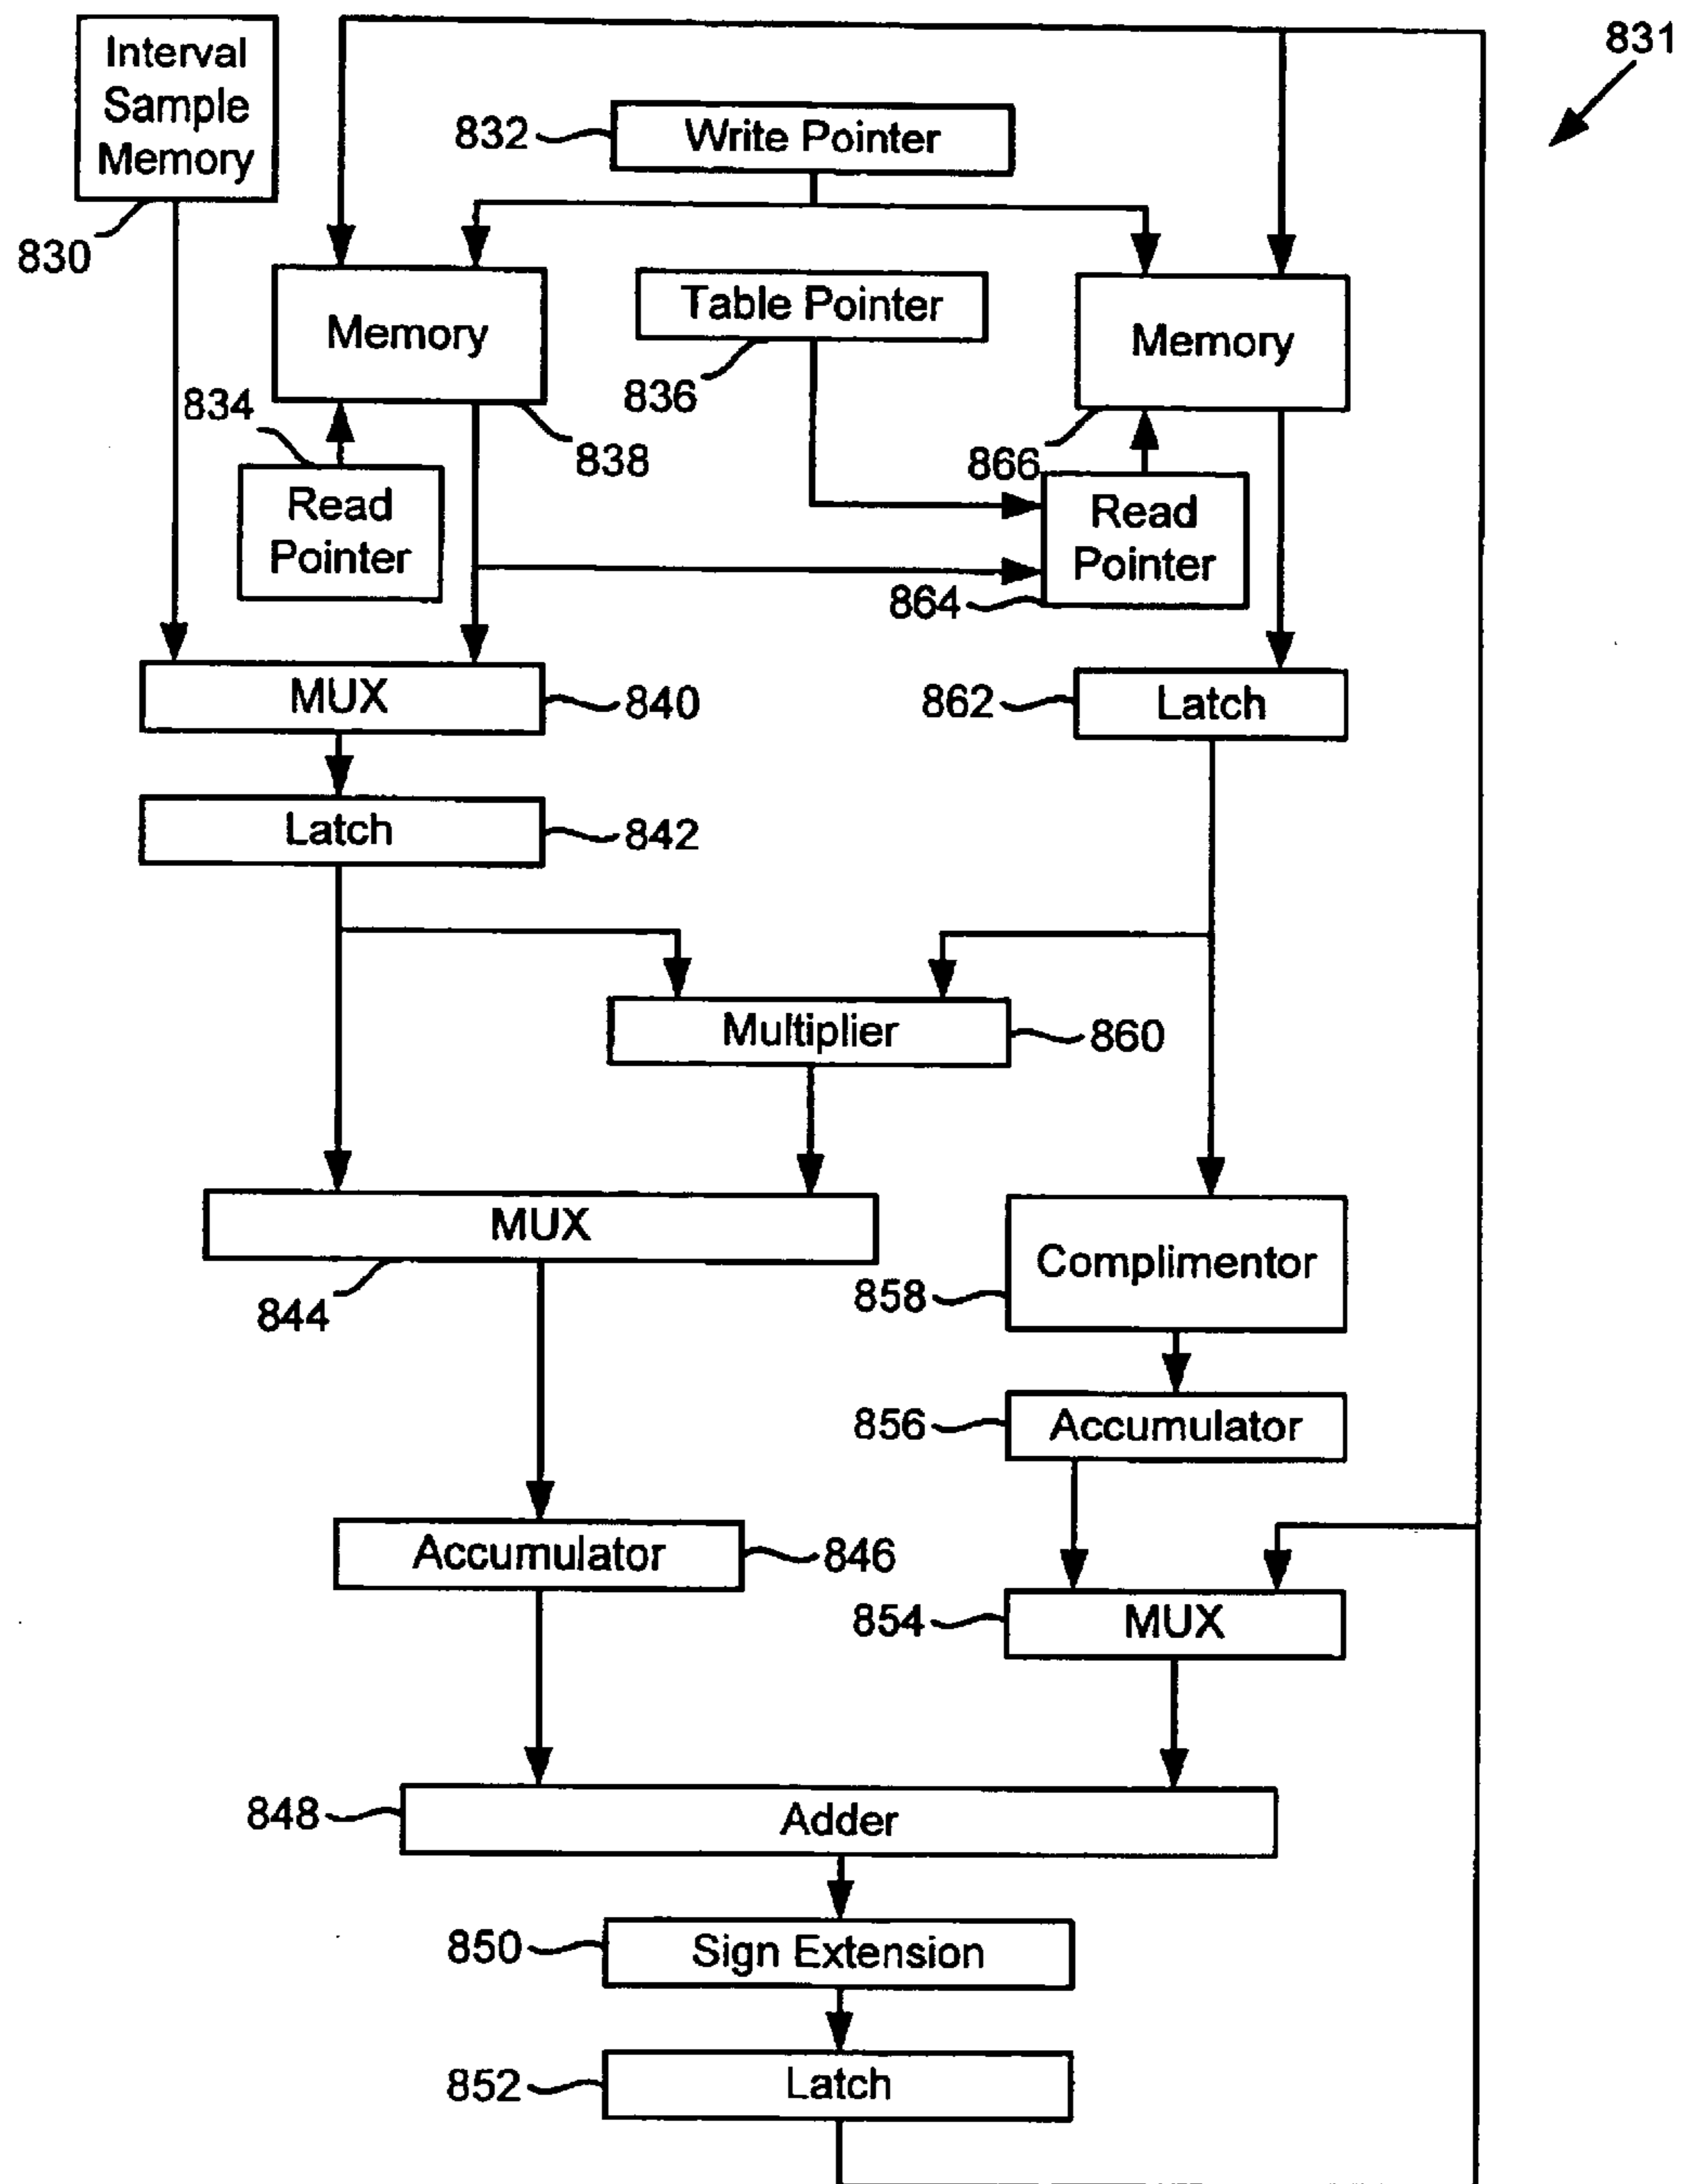 Interval
Sample
Memory
831
832
Write Pointer
830
Memory
Table Pointer
Memory
834
836
838
866
Read
Pointer
Read
Pointer
864
MUX
840
862
Latch
Latch
842
Multiplier
860
MUX
844
Complimentor
858
856
Accumulator
Accumulator
846
854
MUX
848
Adder
850
Sign Extension
852
Latch